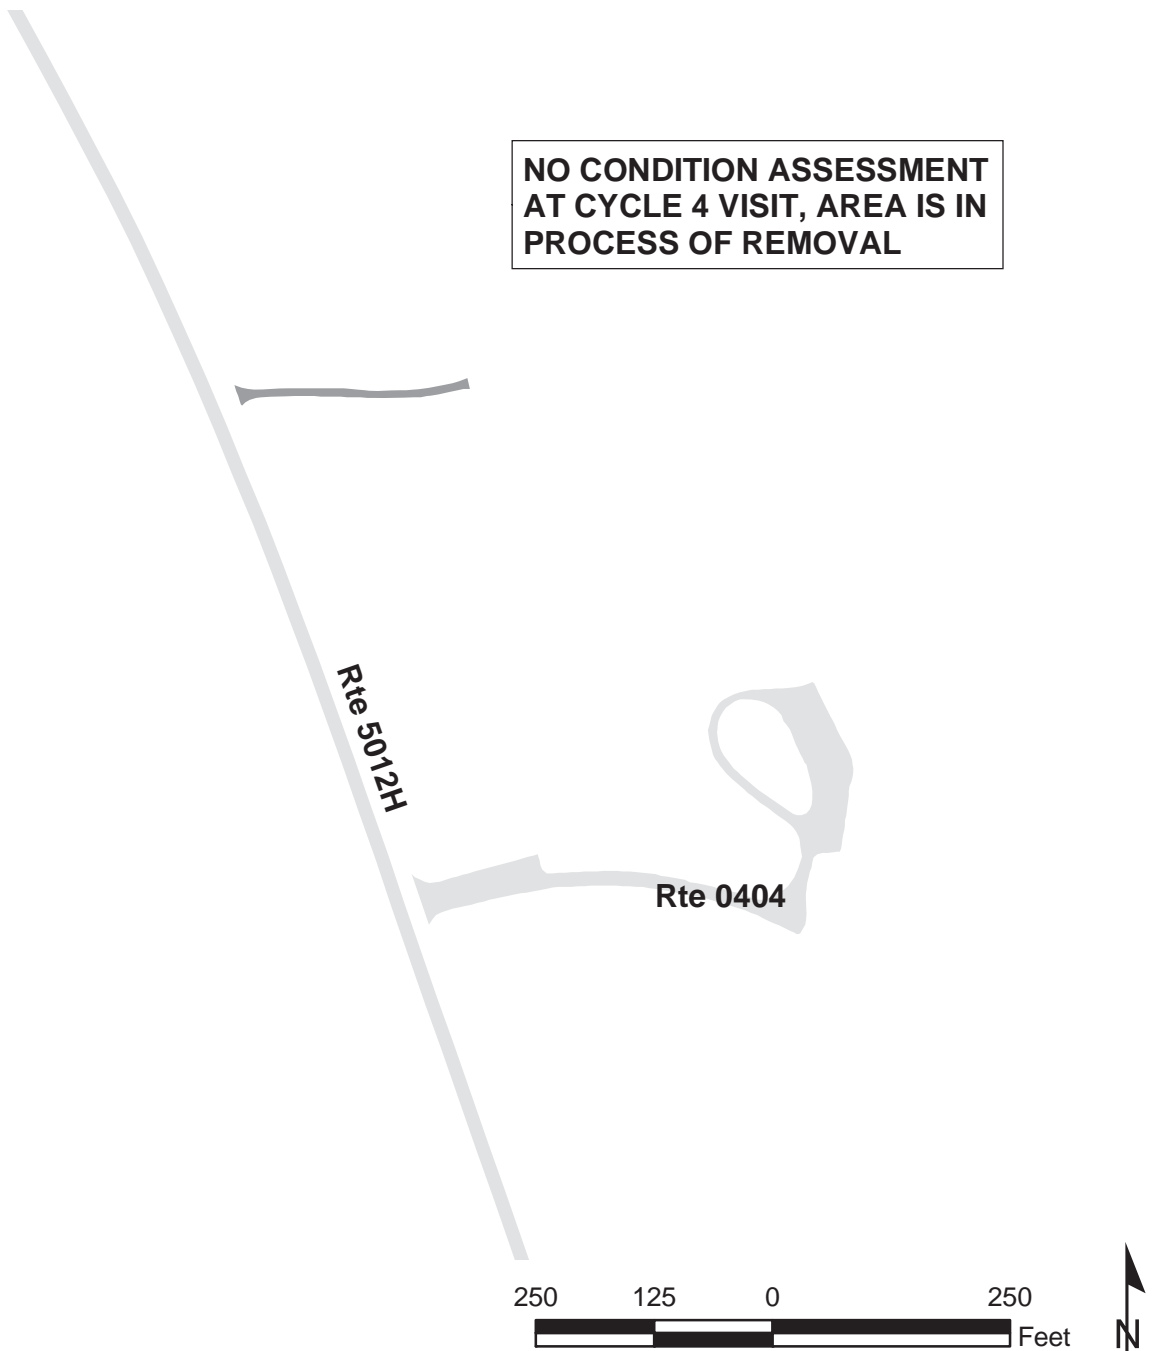 NO CONDITION ASSESSMENT
AT CYCLE 4 VISIT, AREA IS IN
PROCESS OF REMOVAL
Rte 5012H
Rte 0404
250 125 0 250
Feet
N